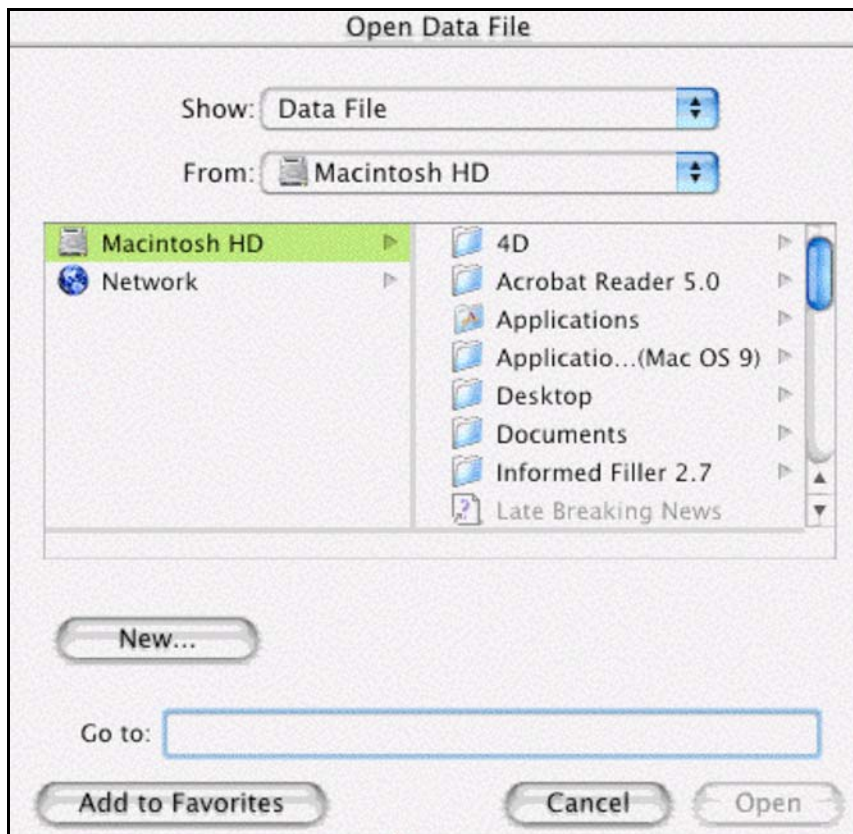 Open Data File
Show: Data File
From: Macintosh HD
Macintosh HD
Network
4D
Acrobat Reader 5.0
Applications
Applicatio...(Mac OS 9)
Desktop
Documents
Informed Filler 2.7
Late Breaking News
New...
Go to:
Add to Favorites
Cancel
Open